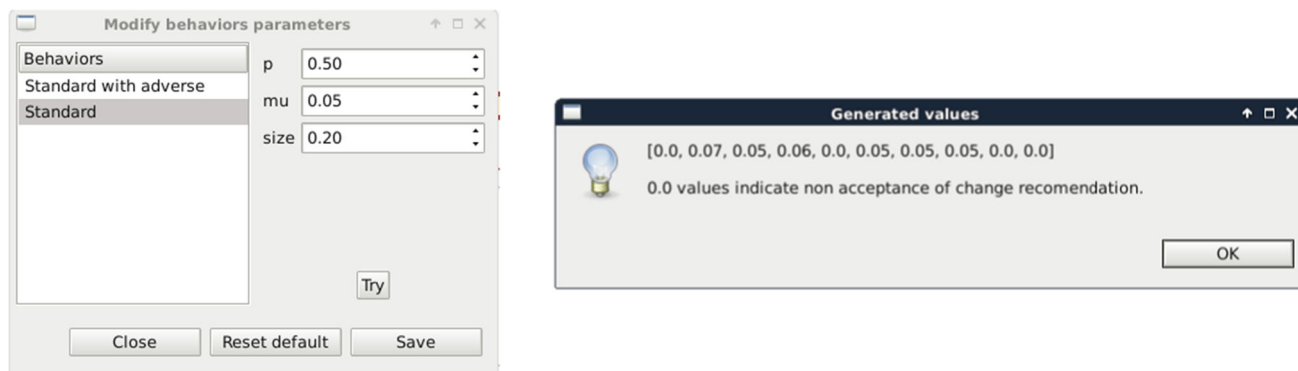 Modify behaviors parameters
Behaviors
Standard with adverse
Standard
p 0.50
mu 0.05
size 0.20
Try
Close Reset default Save
Generated values
[0.0, 0.07, 0.05, 0.06, 0.0, 0.05, 0.05, 0.05, 0.0, 0.0]
0.0 values indicate non acceptance of change recomendation.
OK